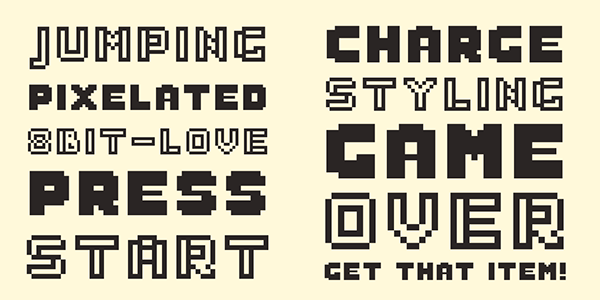 JUMPING
PIXELATED
8BIT-LOVE
PRESS
START
CHARGE
STYLING
GAME
OVER
GET THAT ITEM!